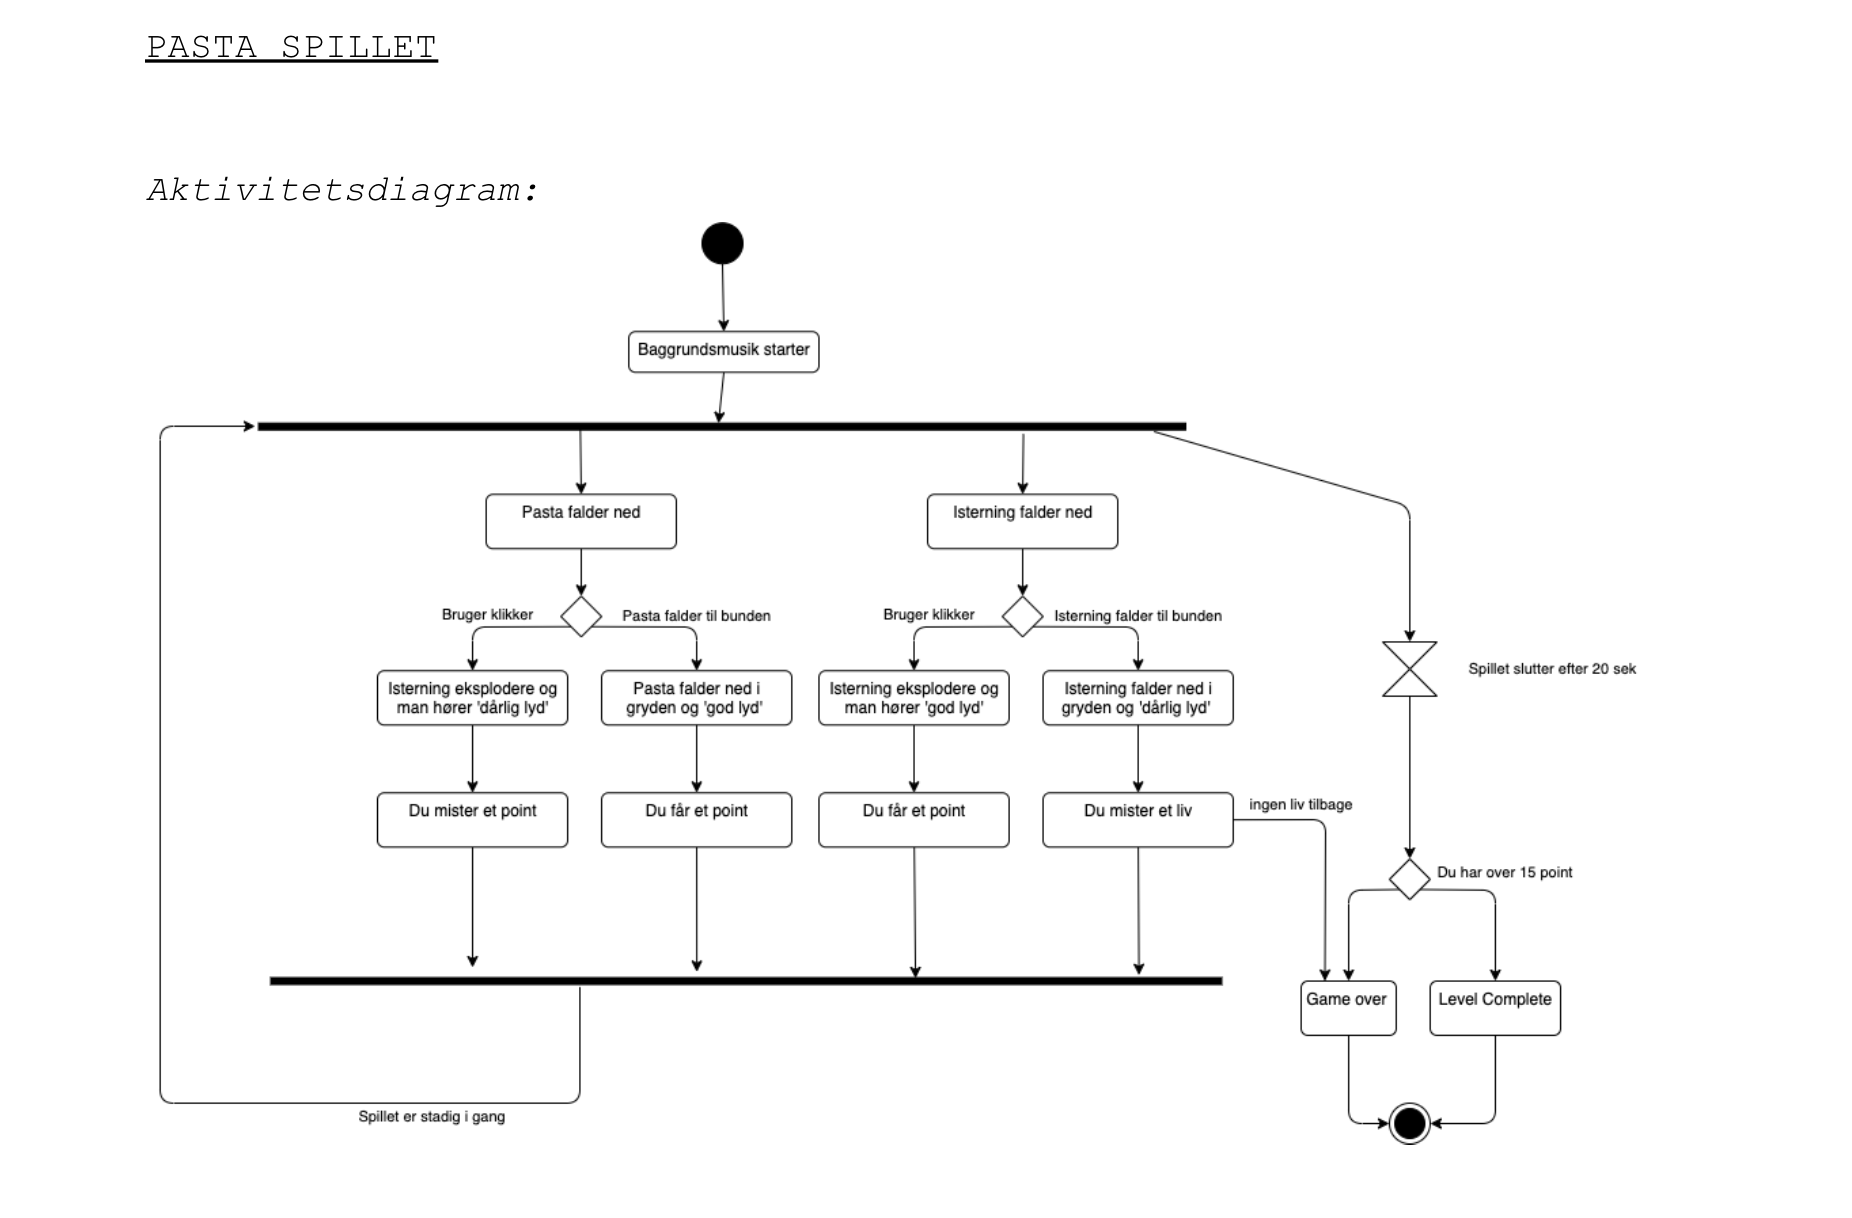 PASTA SPILLET
Aktivitetsdiagram:
Baggrundsmusik starter
Pasta falder ned
Isterning falder ned
Bruger klikker
Pasta falder til bunden
Bruger klikker
Isterning falder til bunden
Spillet slutter efter 20 sek
Isterning eksplodere og
man hører 'dårlig lyd'
Pasta falder ned i
gryden og 'god lyd'
Isterning eksplodere og
man hører 'god lyd'
Isterning falder ned i
gryden og 'dårlig lyd'
Du mister et point
Du får et point
Du får et point
Du mister et liv
ingen liv tilbage
Du har over 15 point
Game over
Level Complete
Spillet er stadig i gang